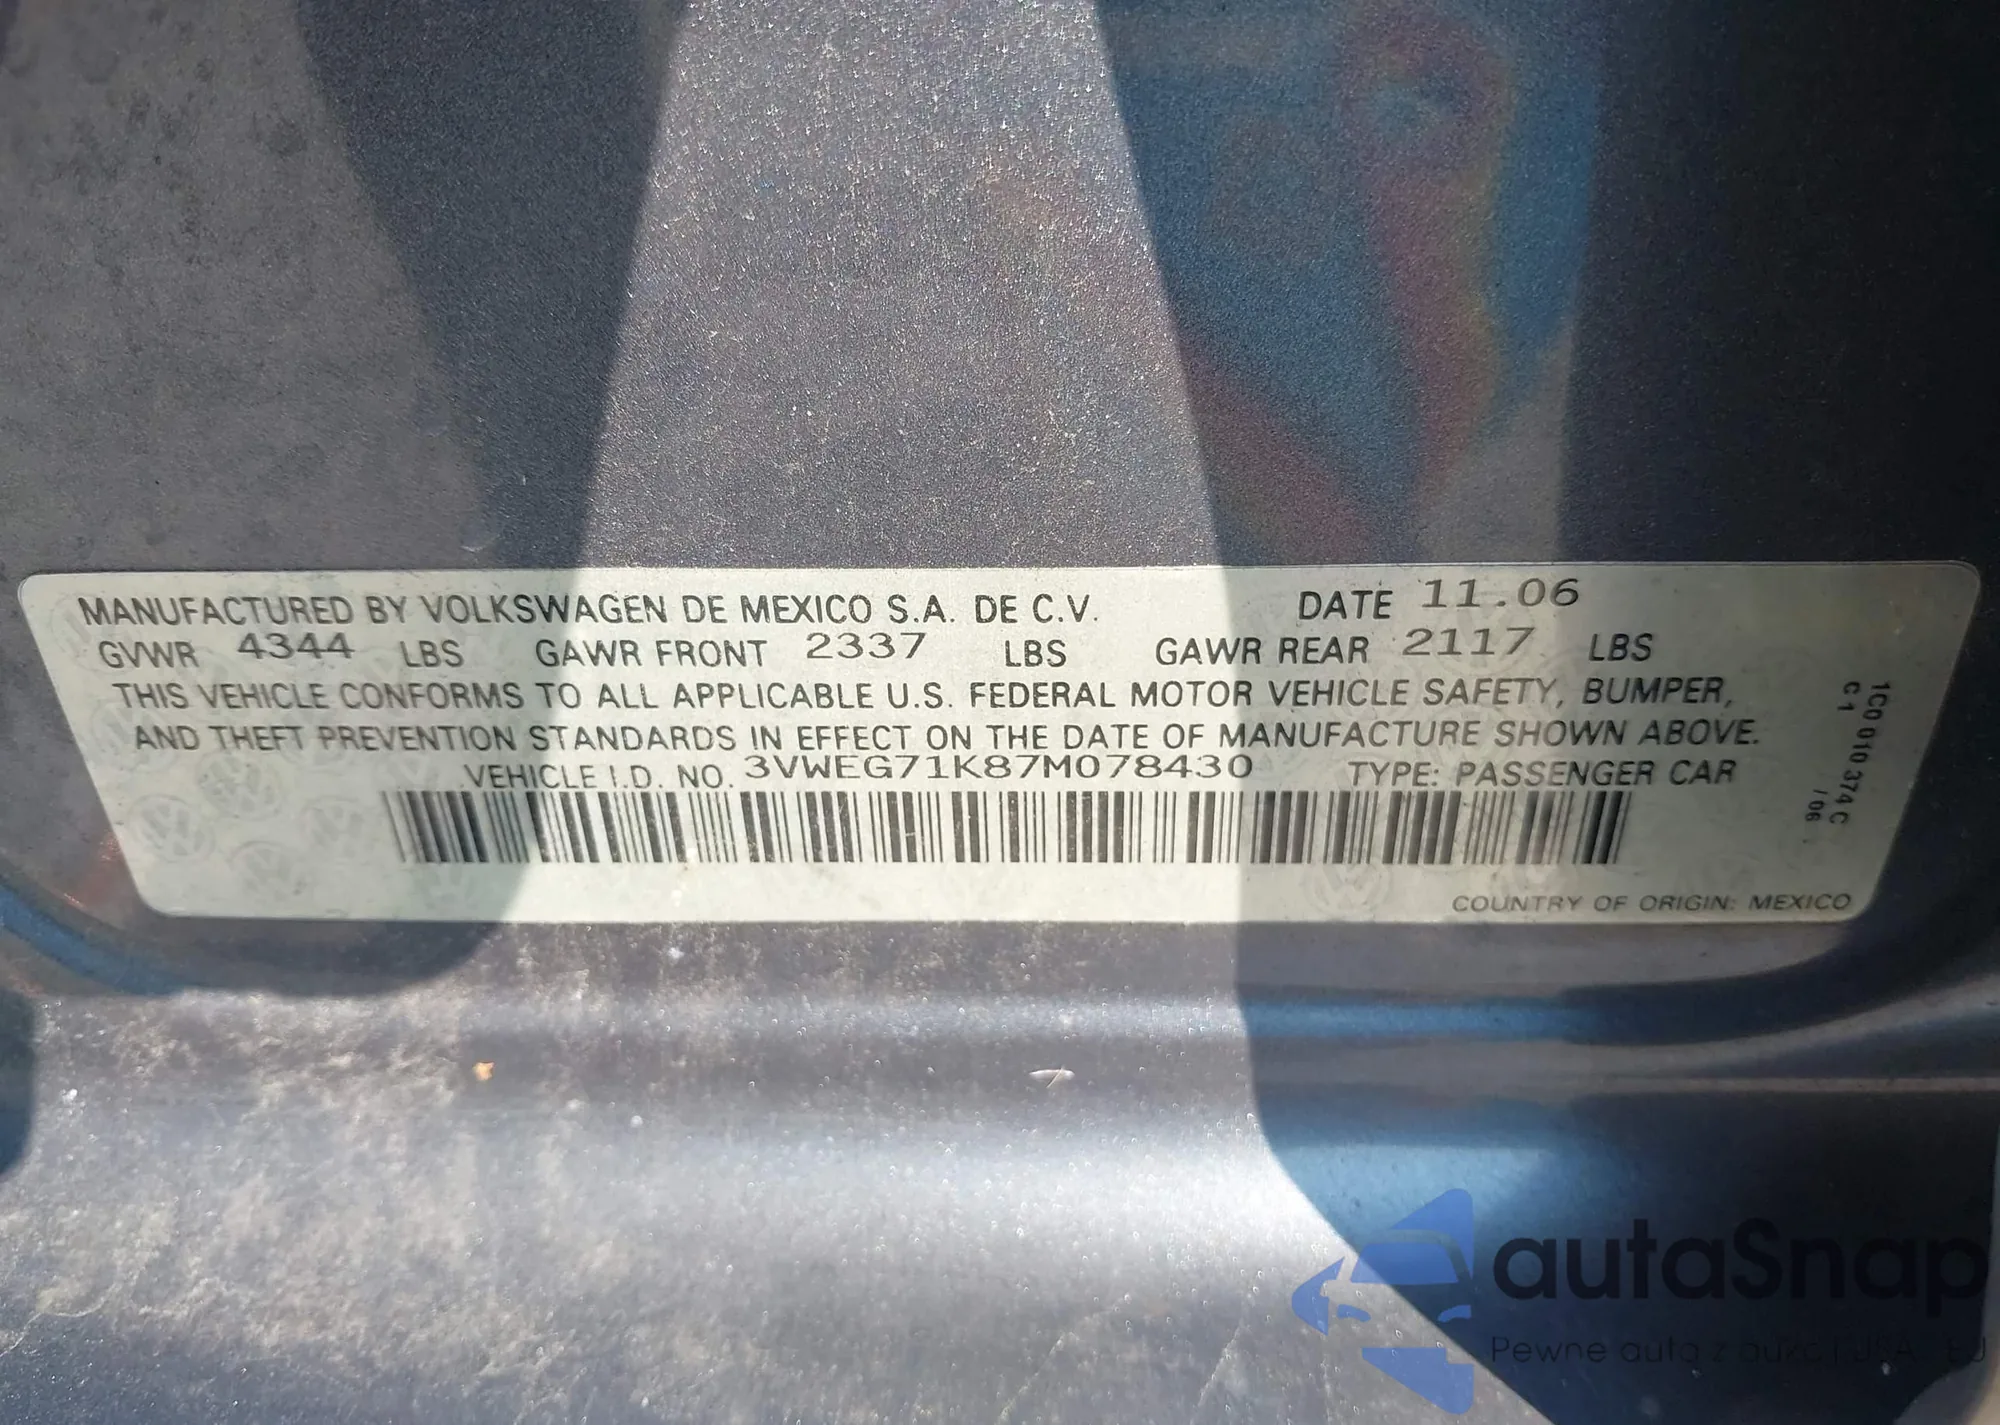 MANUFACTURED BY VOLKSWAGEN DE MEXICO S.A. DE C.V. DATE 11.06
GVWR 4344 LBS GAWR FRONT 2337 LBS GAWR REAR 2117 LBS
THIS VEHICLE CONFORMS TO ALL APPLICABLE U.S. FEDERAL MOTOR VEHICLE SAFETY, BUMPER,
AND THEFT PREVENTION STANDARDS IN EFFECT ON THE DATE OF MANUFACTURE SHOWN ABOVE.
VEHICLE I.D. NO. 3VWEG71K87M078430 TYPE: PASSENGER CAR
1C0 010 374 C
C1 / 06
COUNTRY OF ORIGIN: MEXICO
autaSnap
Pewne auta z